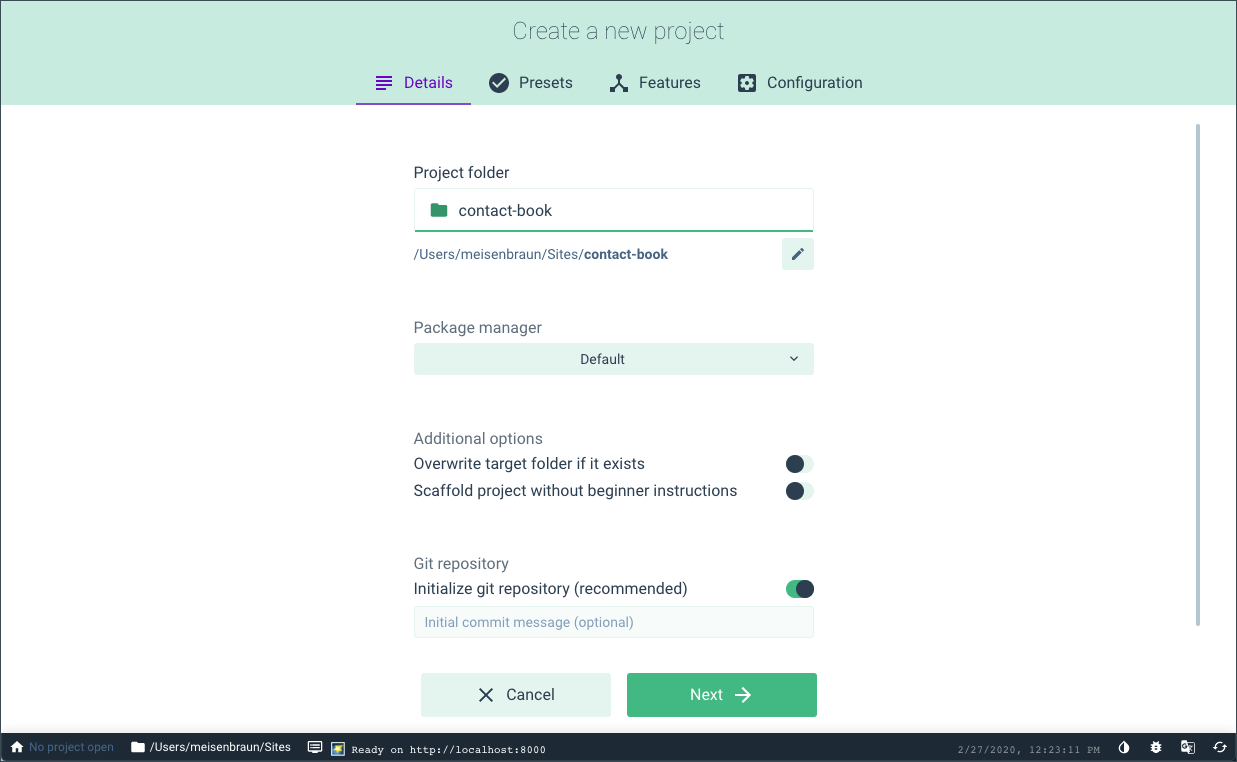 Create a new project
Details Presets Features Configuration
Project folder
contact-book
/Users/meisenbraun/Sites/contact-book
Package manager
Default
Additional options
Overwrite target folder if it exists
Scaffold project without beginner instructions
Git repository
Initialize git repository (recommended)
Initial commit message (optional)
Cancel Next
No project open /Users/meisenbraun/Sites Ready on http://localhost:8000 2/27/2020, 12:23:11 PM